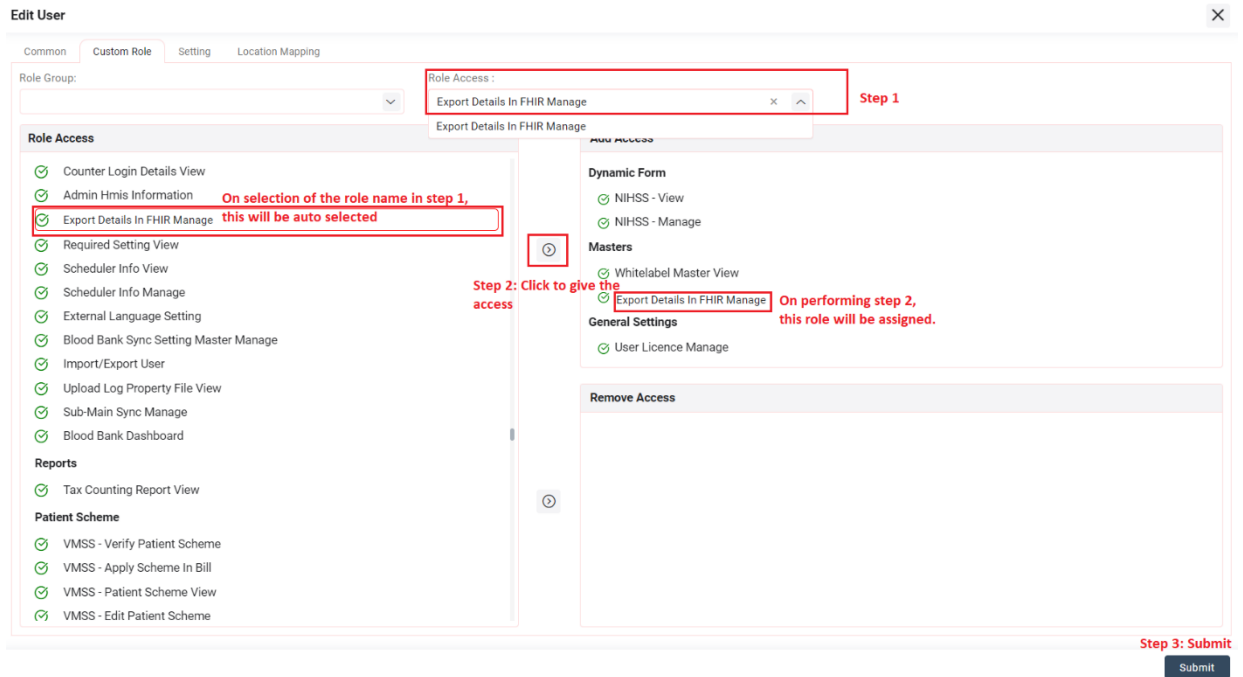 Edit User
Common Custom Role Setting Location Mapping
Role Group:
Role Access :
Export Details In FHIR Manage
Step 1
Export Details In FHIR Manage
Role Access
Add Access
Counter Login Details View
Admin Hmis Information
On selection of the role name in step 1,
this will be auto selected
Export Details In FHIR Manage
Required Setting View
Scheduler Info View
Scheduler Info Manage
External Language Setting
Blood Bank Sync Setting Master Manage
Import/Export User
Upload Log Property File View
Sub-Main Sync Manage
Blood Bank Dashboard
Reports
Tax Counting Report View
Patient Scheme
VMSS - Verify Patient Scheme
VMSS - Apply Scheme In Bill
VMSS - Patient Scheme View
VMSS - Edit Patient Scheme
Step 2: Click to give the
access
Dynamic Form
NIHSS - View
NIHSS - Manage
Masters
Whitelabel Master View
Export Details In FHIR Manage
On performing step 2,
this role will be assigned.
General Settings
User Licence Manage
Remove Access
Step 3: Submit
Submit